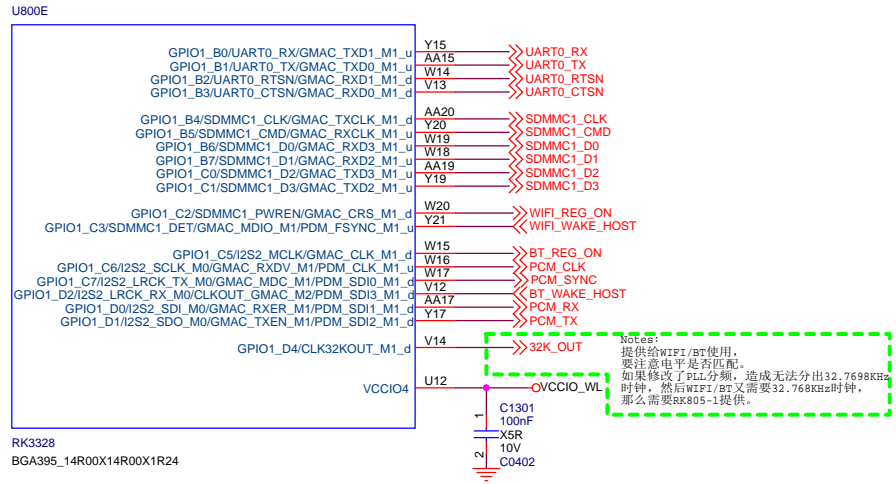 U800E
GPIO1_B0/UART0_RX/GMAC_TXD1_M1_u Y15 UART0_RX
GPIO1_B1/UART0_TX/GMAC_TXD0_M1_u AA15 UART0_TX
GPIO1_B2/UART0_RTSN/GMAC_RXD1_M1_d W14 UART0_RTSN
GPIO1_B3/UART0_CTSN/GMAC_RXD0_M1_d V13 UART0_CTSN
GPIO1_B4/SDMMC1_CLK/GMAC_TXCLK_M1_d AA20 SDMMC1_CLK
GPIO1_B5/SDMMC1_CMD/GMAC_RXCLK_M1_u Y20 SDMMC1_CMD
GPIO1_B6/SDMMC1_D0/GMAC_RXD3_M1_u W19 SDMMC1_D0
GPIO1_B7/SDMMC1_D1/GMAC_RXD2_M1_u W18 SDMMC1_D1
GPIO1_C0/SDMMC1_D2/GMAC_TXD3_M1_u AA19 SDMMC1_D2
GPIO1_C1/SDMMC1_D3/GMAC_TXD2_M1_u Y19 SDMMC1_D3
GPIO1_C2/SDMMC1_PWREN/GMAC_CRS_M1_d W20 WIFI_REG_ON
GPIO1_C3/SDMMC1_DET/GMAC_MDIO_M1/PDM_FSYNC_M1_u Y21 WIFI_WAKE_HOST
GPIO1_C5/I2S2_MCLK/GMAC_CLK_M1_d W15 BT_REG_ON
GPIO1_C6/I2S2_SCLK_M0/GMAC_RXDV_M1/PDM_CLK_M1_u W16 PCM_CLK
GPIO1_C7/I2S2_LRCK_TX_M0/GMAC_MDC_M1/PDM_SDI0_M1_d W17 PCM_SYNC
GPIO1_D2/I2S2_LRCK_RX_M0/CLKOUT_GMAC_M2/PDM_SDI3_M1_d V12 BT_WAKE_HOST
GPIO1_D0/I2S2_SDI_M0/GMAC_RXER_M1/PDM_SDI1_M1_d AA17 PCM_RX
GPIO1_D1/I2S2_SDO_M0/GMAC_TXEN_M1/PDM_SDI2_M1_d Y17 PCM_TX
GPIO1_D4/CLK32KOUT_M1_d V14 32K_OUT
Notes:
提供给WIFI/BT使用，
要注意电平是否匹配。
如果修改了PLL分频，造成无法分出32.7698KHz
时钟，然后WIFI/BT又需要32.768KHz时钟，
那么需要RK805-1提供。
VCCIO4 U12 VCCIO_WL
1 C1301
100nF
X5R
10V
2 C0402
RK3328
BGA395_14R00X14R00X1R24